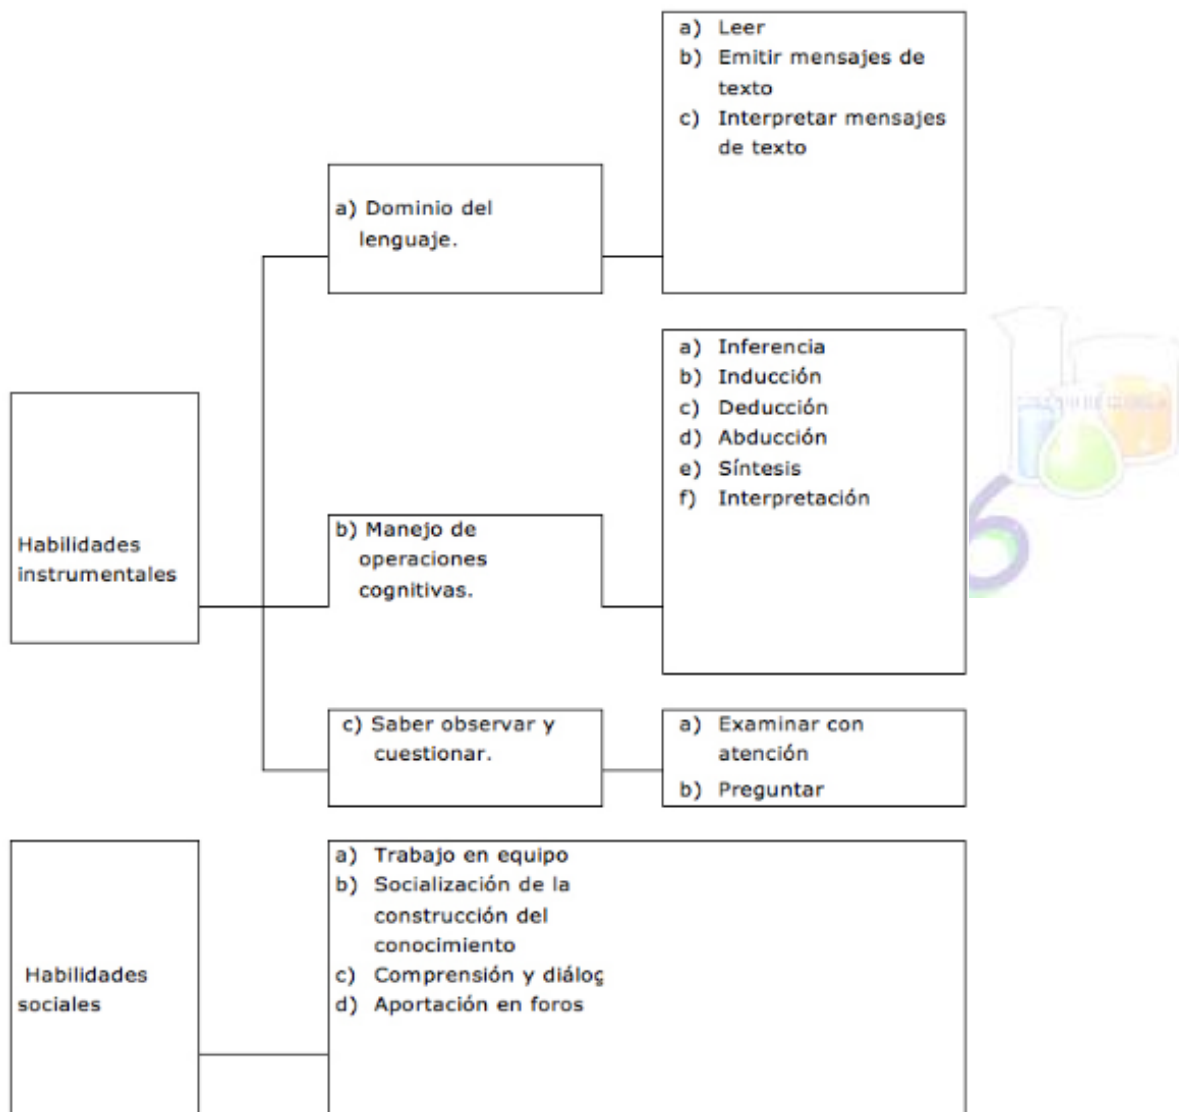 a) Leer
b) Emitir mensajes de
texto
c) Interpretar mensajes
de texto
a) Dominio del
lenguaje.
a) Inferencia
b) Inducción
c) Deducción
d) Abducción
e) Síntesis
f) Interpretación
Habilidades
instrumentales
b) Manejo de
operaciones
cognitivas.
c) Saber observar y
cuestionar.
a) Examinar con
atención
b) Preguntar
Habilidades
sociales
a) Trabajo en equipo
b) Socialización de la
construcción del
conocimiento
c) Comprensión y
d) Aportación en foros
6